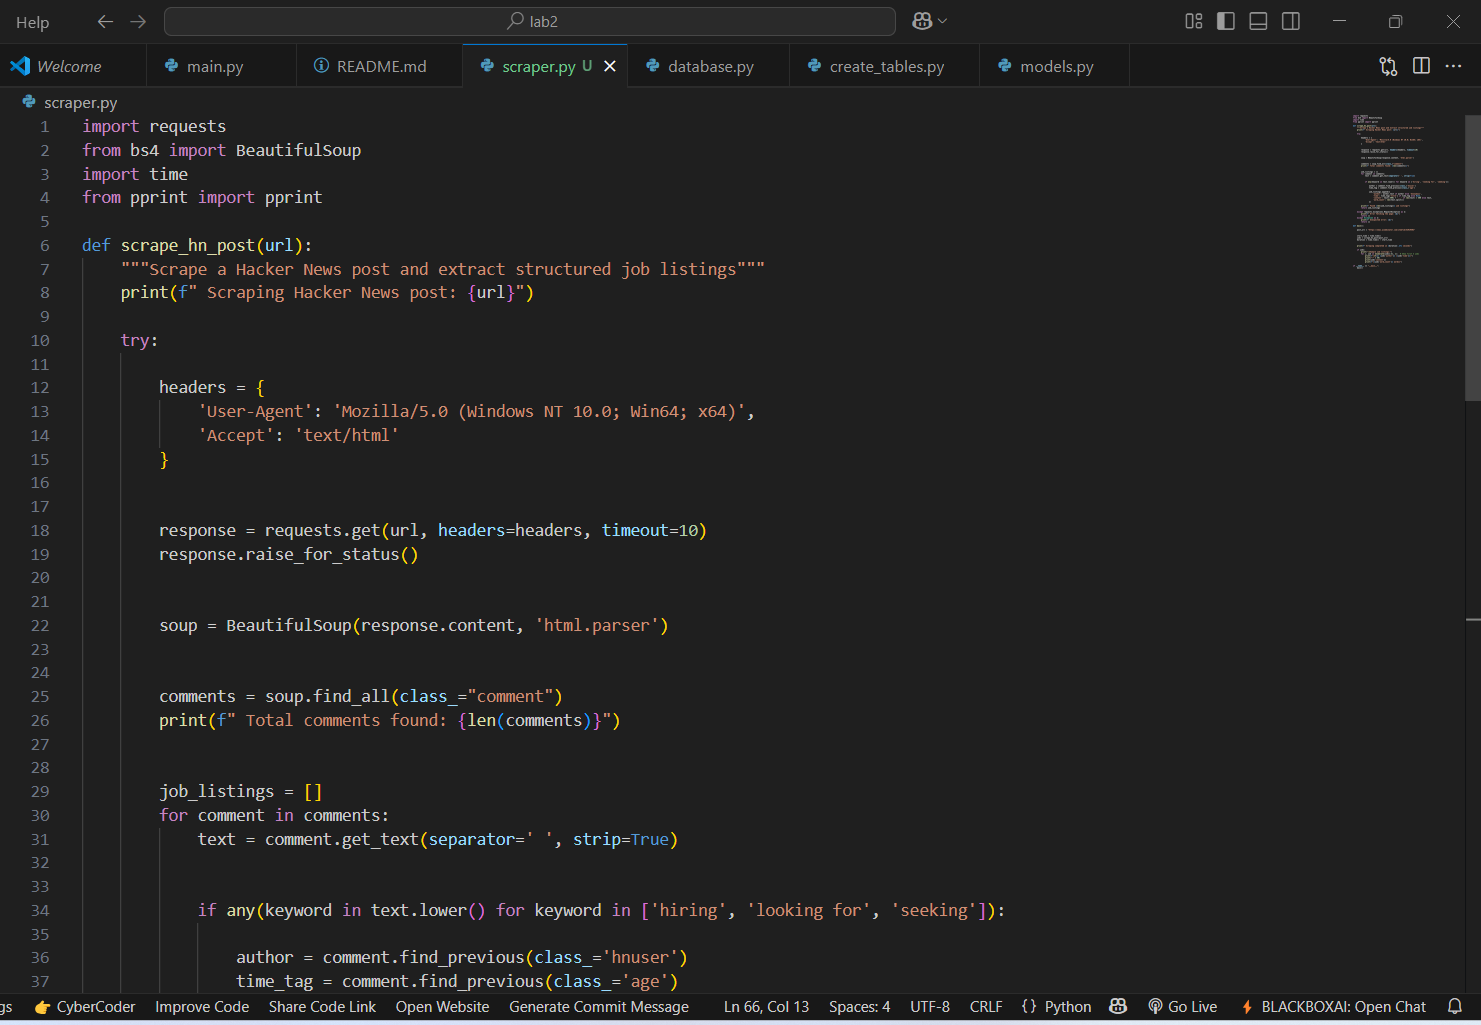 Help
lab2
Welcome
main.py
README.md
scraper.py U
database.py
create_tables.py
models.py
scraper.py
1 import requests
2 from bs4 import BeautifulSoup
3 import time
4 from pprint import pprint
5
6 def scrape_hn_post(url):
7 """Scrape a Hacker News post and extract structured job listings"""
8 print(f" Scraping Hacker News post: {url}")
9
10 try:
11
12 headers = {
13 'User-Agent': 'Mozilla/5.0 (Windows NT 10.0; Win64; x64)',
14 'Accept': 'text/html'
15 }
16
17
18 response = requests.get(url, headers=headers, timeout=10)
19 response.raise_for_status()
20
21
22 soup = BeautifulSoup(response.content, 'html.parser')
23
24
25 comments = soup.find_all(class_="comment")
26 print(f" Total comments found: {len(comments)}")
27
28
29 job_listings = []
30 for comment in comments:
31 text = comment.get_text(separator=' ', strip=True)
32
33
34 if any(keyword in text.lower() for keyword in ['hiring', 'looking for', 'seeking']):
35
36 author = comment.find_previous(class_='hnuser')
37 time_tag = comment.find_previous(class_='age')
gs 👉 CyberCoder Improve Code Share Code Link Open Website Generate Commit Message Ln 66, Col 13 Spaces: 4 UTF-8 CRLF {} Python Go Live BLACKBOXAI: Open Chat